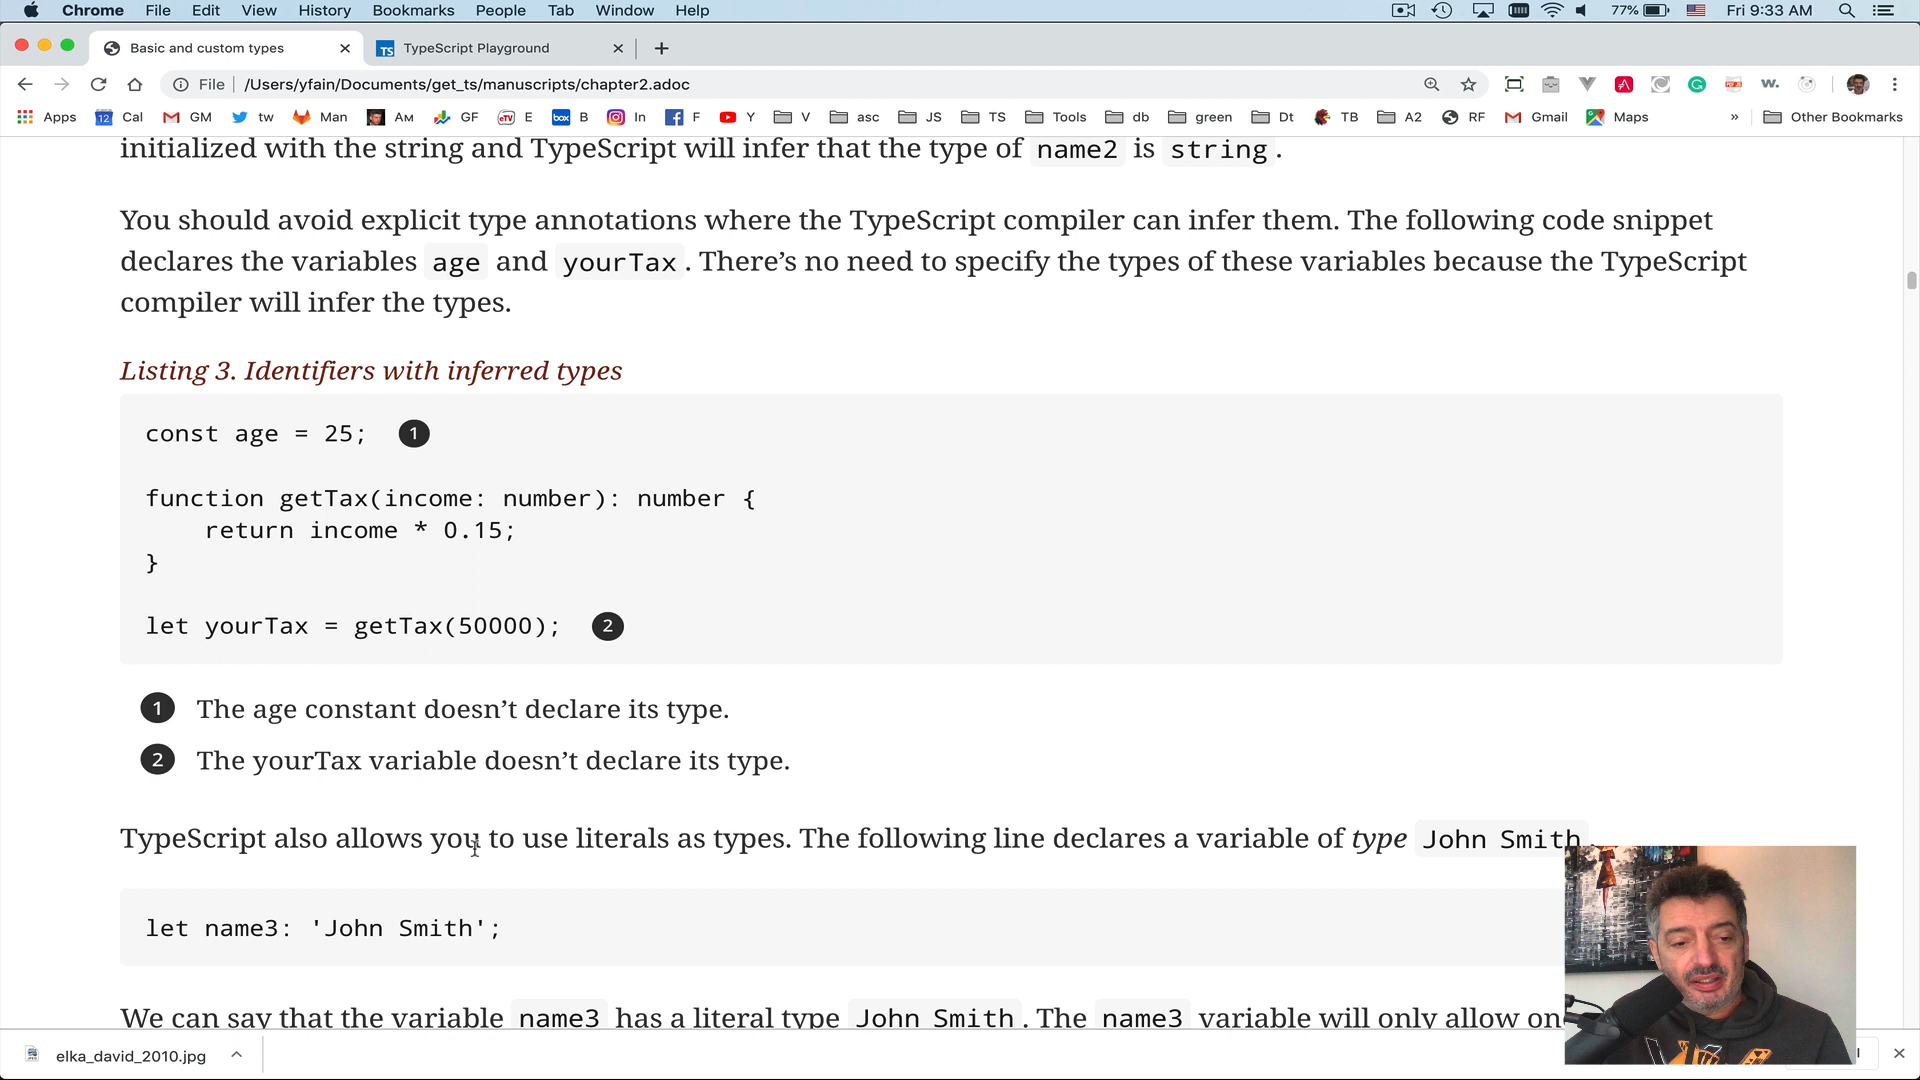 Chrome File Edit View History Bookmarks People Tab Window Help 77% Fri 9:33 AM
Basic and custom types TS TypeScript Playground
File /Users/yfain/Documents/get_ts/manuscripts/chapter2.adoc
Apps 12 Cal GM tw Man Ам GF eTV E box B In F Y V asc JS TS Tools db green Dt TB A2 RF Gmail Maps » Other Bookmarks
initialized with the string and TypeScript will infer that the type of name2 is string.
You should avoid explicit type annotations where the TypeScript compiler can infer them. The following code snippet
declares the variables age and yourTax. There’s no need to specify the types of these variables because the TypeScript
compiler will infer the types.
Listing 3. Identifiers with inferred types
const age = 25; 1
function getTax(income: number): number {
return income * 0.15;
}
let yourTax = getTax(50000); 2
1 The age constant doesn’t declare its type.
2 The yourTax variable doesn’t declare its type.
TypeScript also allows you to use literals as types. The following line declares a variable of type John Smith.
let name3: 'John Smith';
We can say that the variable name3 has a literal type John Smith. The name3 variable will only allow on
elka_david_2010.jpg